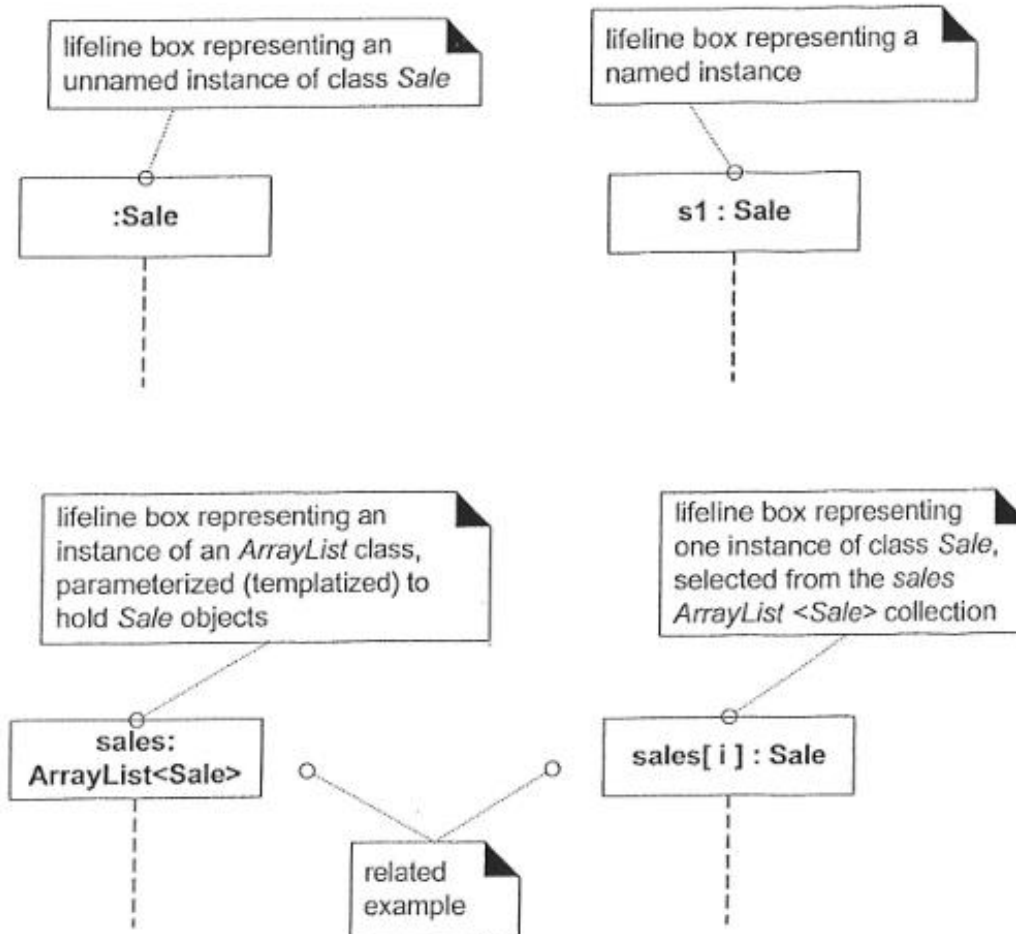 lifeline box representing an
unnamed instance of class Sale
lifeline box representing a
named instance
:Sale
s1 : Sale
lifeline box representing an
instance of an ArrayList class,
parameterized (templatized) to
hold Sale objects
lifeline box representing
one instance of class Sale,
selected from the sales
ArrayList <Sale> collection
sales:
ArrayList<Sale>
sales[ i ] : Sale
related
example